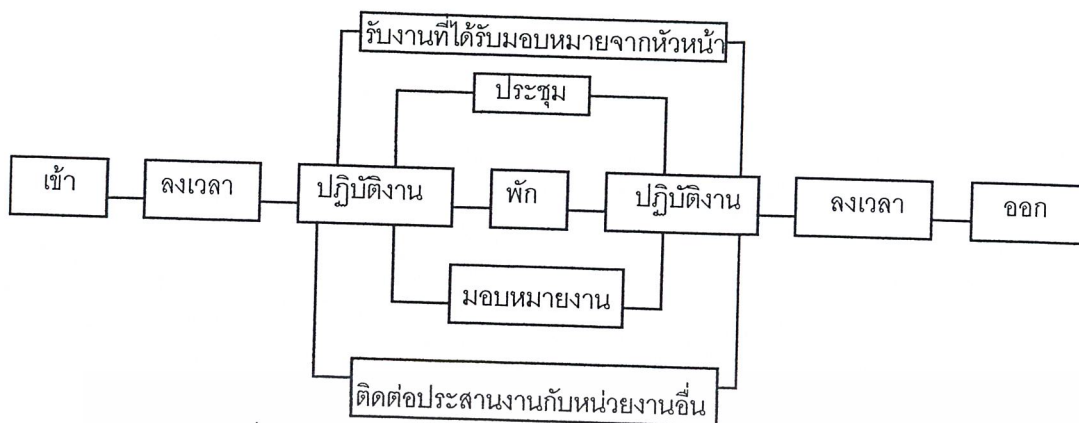 รับงานที่ได้รับมอบหมายจากหัวหน้า
ประชุม
เข้า
ลงเวลา
ปฏิบัติงาน
พัก
ปฏิบัติงาน
ลงเวลา
ออก
มอบหมายงาน
ติดต่อประสานงานกับหน่วยงานอื่น